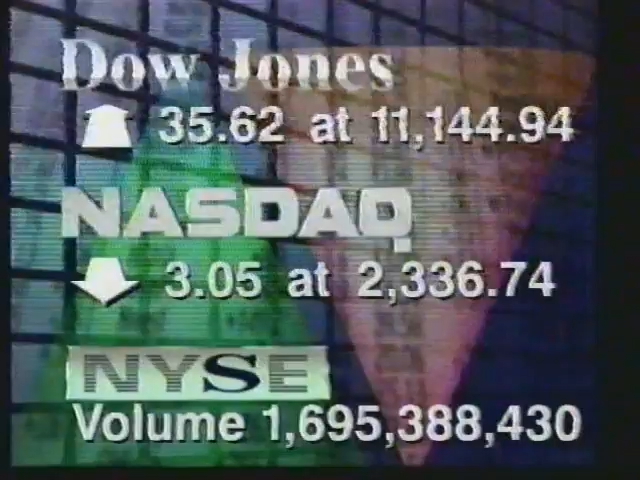 Dow Jones
35.62 at 11,144.94
NASDAQ
3.05 at 2,336.74
NYSE
Volume 1,695,388,430